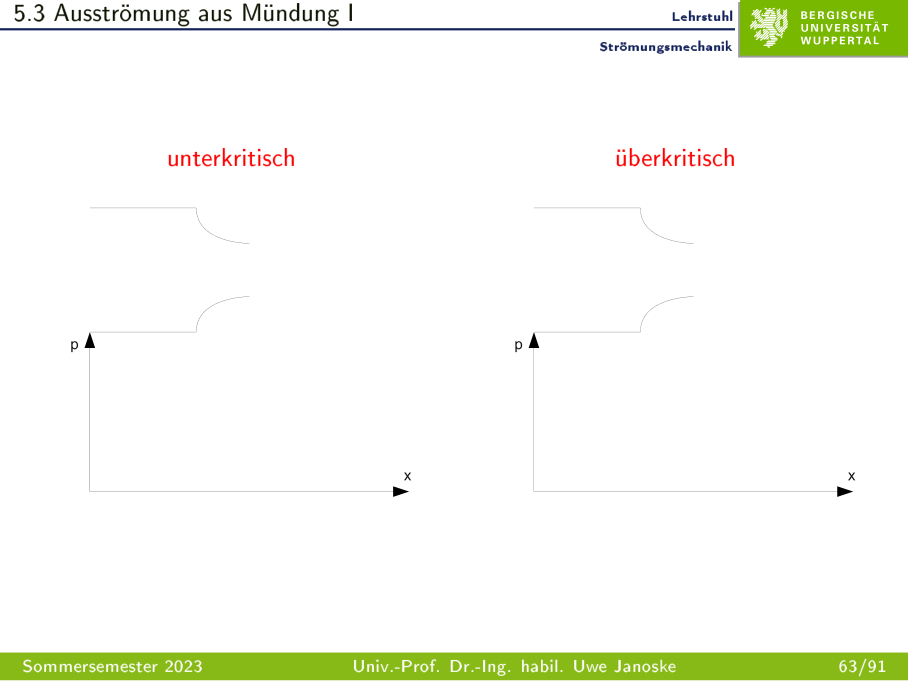 5.3 Ausströmung aus Mündung I
Lehrstuhl
Strömungsmechanik
BERGISCHE
UNIVERSITÄT
WUPPERTAL
unterkritisch
überkritisch
p
x
p
x
Sommersemester 2023
Univ.-Prof. Dr.-Ing. habil. Uwe Janoske
63/91